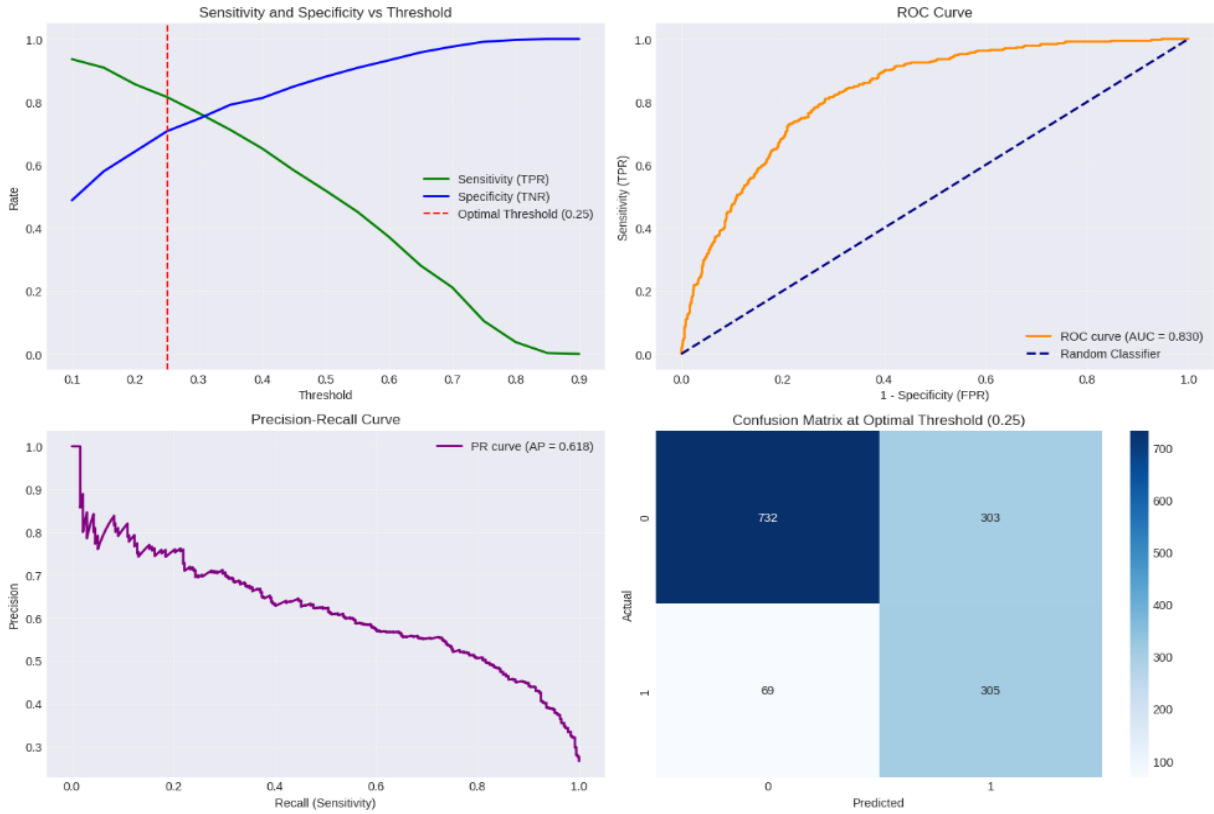 Sensitivity and Specificity vs Threshold
1.0
0.8
0.6
0.4
0.2
0.0
Rate
Sensitivity (TPR)
Specificity (TNR)
Optimal Threshold (0.25)
0.1 0.2 0.3 0.4 0.5 0.6 0.7 0.8 0.9
Threshold
ROC Curve
1.0
0.8
0.6
0.4
0.2
0.0
Sensitivity (TPR)
ROC curve (AUC = 0.830)
Random Classifier
0.0 0.2 0.4 0.6 0.8 1.0
1 - Specificity (FPR)
Precision-Recall Curve
1.0
0.9
0.8
0.7
0.6
0.5
0.4
0.3
Precision
PR curve (AP = 0.618)
0.0 0.2 0.4 0.6 0.8 1.0
Recall (Sensitivity)
Confusion Matrix at Optimal Threshold (0.25)
0
1
Actual
732 303
69 305
0 1
Predicted
700
600
500
400
300
200
100